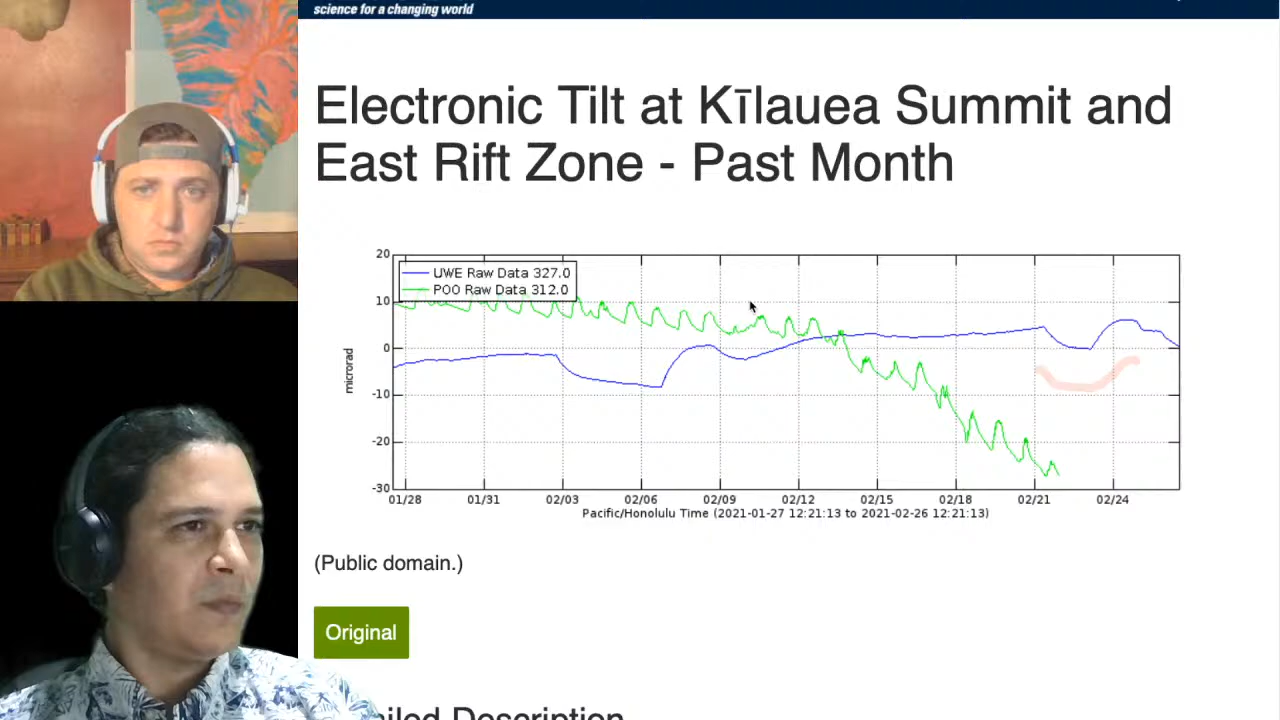 science for a changing world
Electronic Tilt at Kīlauea Summit and
East Rift Zone - Past Month
20
10
0
-10
-20
-30
microrad
UWE Raw Data 327.0
POO Raw Data 312.0
01/28 01/31 02/03 02/06 02/09 02/12 02/15 02/18 02/21 02/24
Pacific/Honolulu Time (2021-01-27 12:21:13 to 2021-02-26 12:21:13)
(Public domain.)
Original
ailed Description